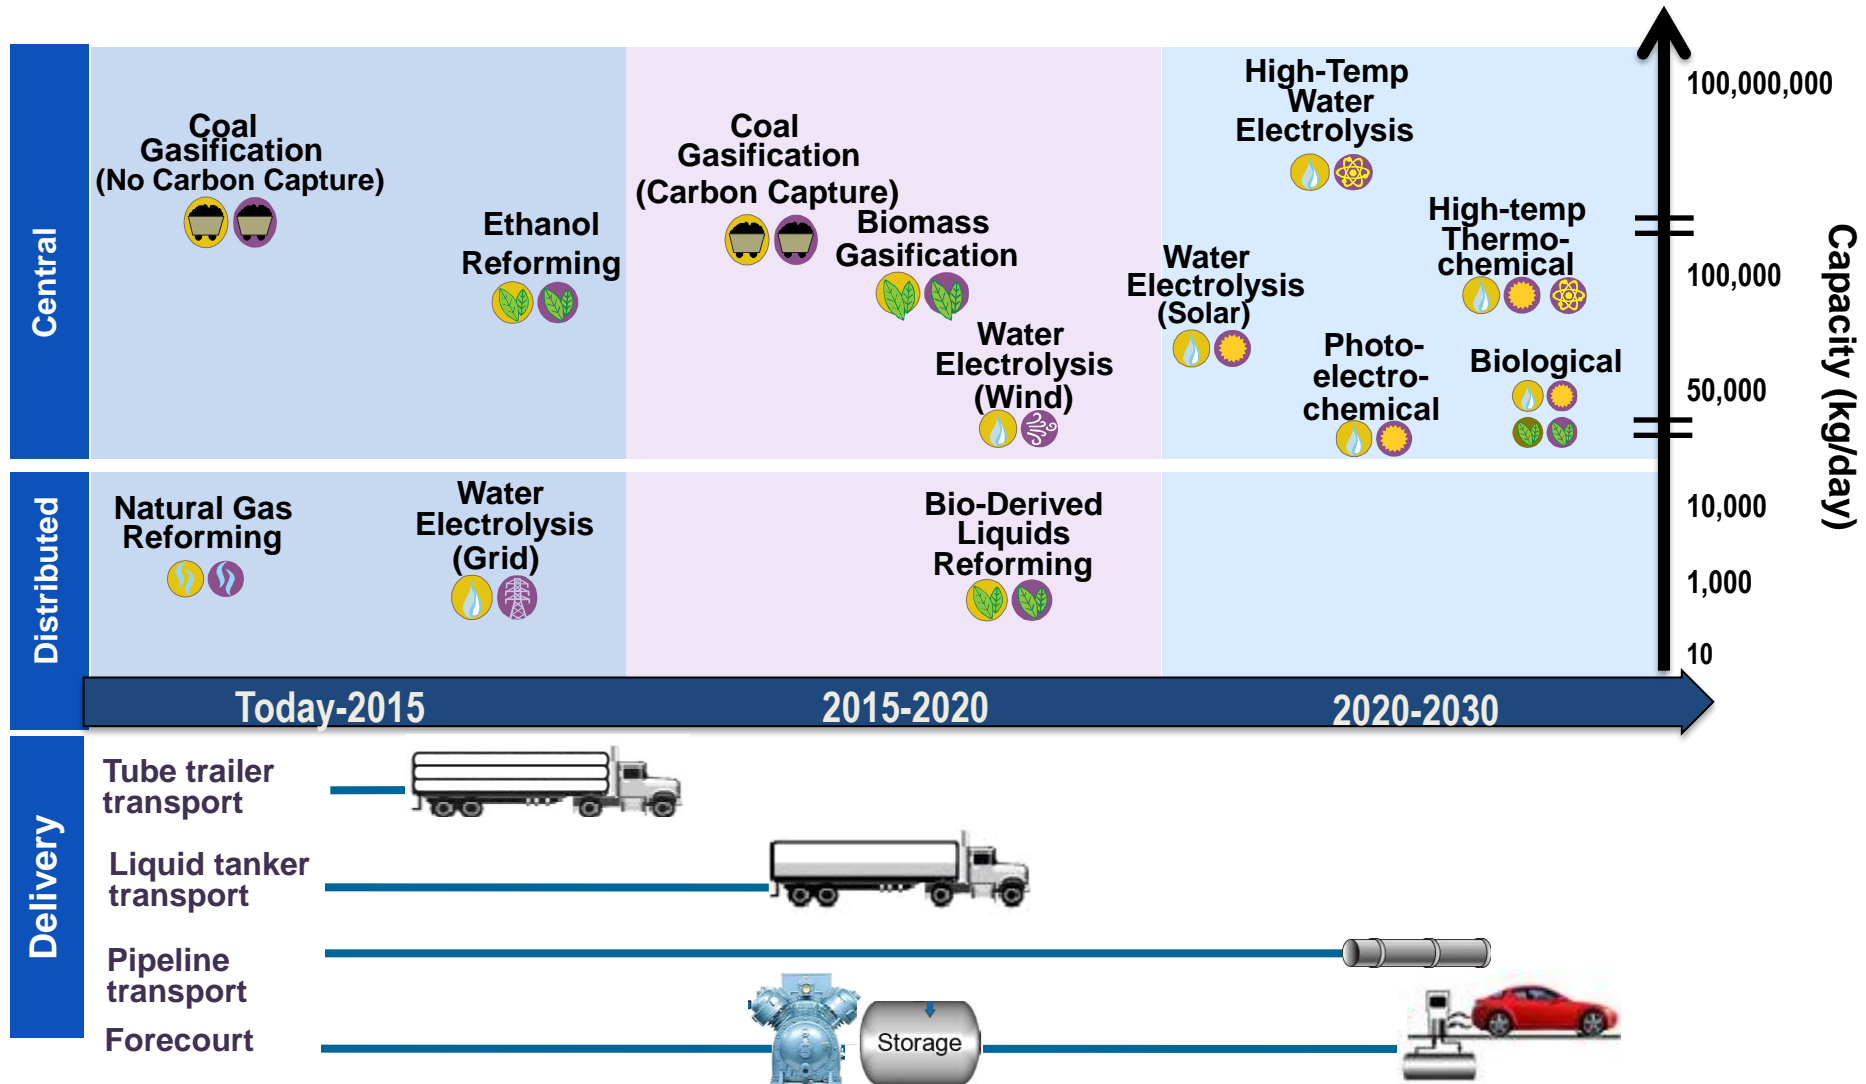 Central
Coal
Gasification
(No Carbon Capture)
Ethanol
Reforming
Coal
Gasification
(Carbon Capture)
Biomass
Gasification
Water
Electrolysis
(Wind)
High-Temp
Water
Electrolysis
Water
Electrolysis
(Solar)
High-temp
Thermo-
chemical
Photo-
electro-
chemical
Biological
Distributed
Natural Gas
Reforming
Water
Electrolysis
(Grid)
Bio-Derived
Liquids
Reforming
100,000,000
100,000
50,000
10,000
1,000
10
Capacity (kg/day)
Today-2015
2015-2020
2020-2030
Delivery
Tube trailer
transport
Liquid tanker
transport
Pipeline
transport
Forecourt
Storage